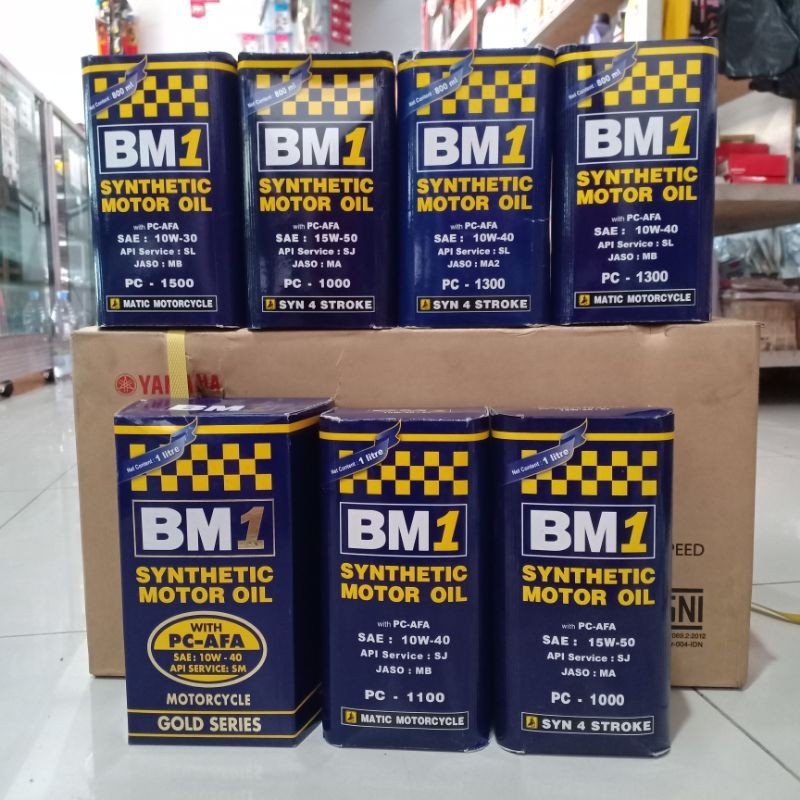 Net Content : 800 ml
BM1
SYNTHETIC
MOTOR OIL
with PC-AFA
SAE : 10W-30
API Service : SL
JASO : MB
PC - 1500
MATIC MOTORCYCLE
Net Content : 800 ml
BM1
SYNTHETIC
MOTOR OIL
with PC-AFA
SAE : 15W-50
API Service : SJ
JASO : MA
PC - 1000
SYN 4 STROKE
Net Content : 800 ml
BM1
SYNTHETIC
MOTOR OIL
with PC-AFA
SAE : 10W-40
API Service : SL
JASO : MA2
PC - 1300
SYN 4 STROKE
Net Content : 800 ml
BM1
SYNTHETIC
MOTOR OIL
with PC-AFA
SAE : 10W-40
API Service : SL
JASO : MB
PC - 1300
MATIC MOTORCYCLE
YAMAHA
BM1
Net Content : 1 litre
BM1
SYNTHETIC
MOTOR OIL
WITH
PC-AFA
SAE : 10W - 40
API SERVICE: SM
MOTORCYCLE
GOLD SERIES
Net Content : 1 litre
BM1
SYNTHETIC
MOTOR OIL
with PC-AFA
SAE : 10W-40
API Service : SJ
JASO : MB
PC - 1100
MATIC MOTORCYCLE
Net Content : 1 litre
BM1
SYNTHETIC
MOTOR OIL
with PC-AFA
SAE : 15W-50
API Service : SJ
JASO : MA
PC - 1000
SYN 4 STROKE
PEED
SNI
7069.2:2012
-004-IDN